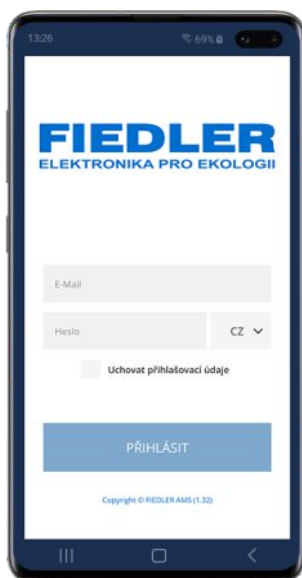 13:26 69%
FIEDLER
ELEKTRONIKA PRO EKOLOGII
E-Mail
Heslo CZ
Uchovat přihlašovací údaje
PŘIHLÁSIT
Copyright © FIEDLER AMS (1.32)